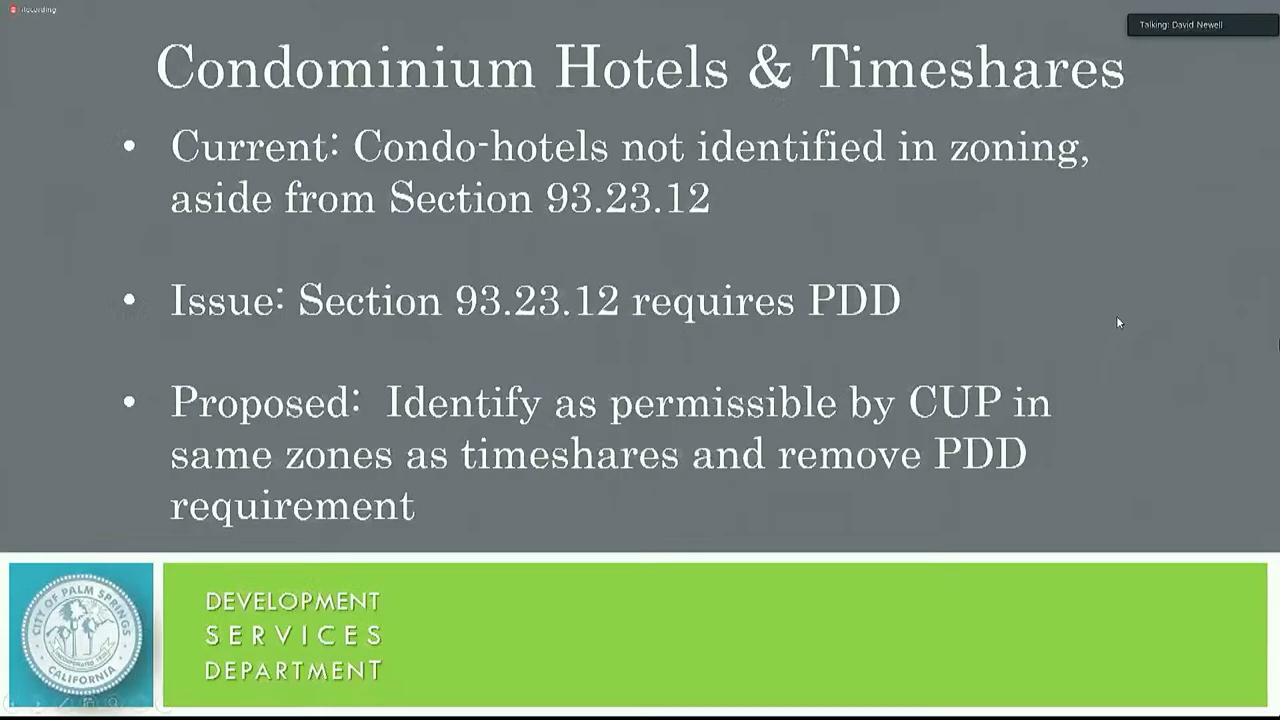 Recording
Talking: David Newell
Condominium Hotels & Timeshares
• Current: Condo-hotels not identified in zoning,
aside from Section 93.23.12
• Issue: Section 93.23.12 requires PDD
• Proposed: Identify as permissible by CUP in
same zones as timeshares and remove PDD
requirement
CITY OF PALM SPRINGS
CALIFORNIA
DEVELOPMENT
SERVICES
DEPARTMENT